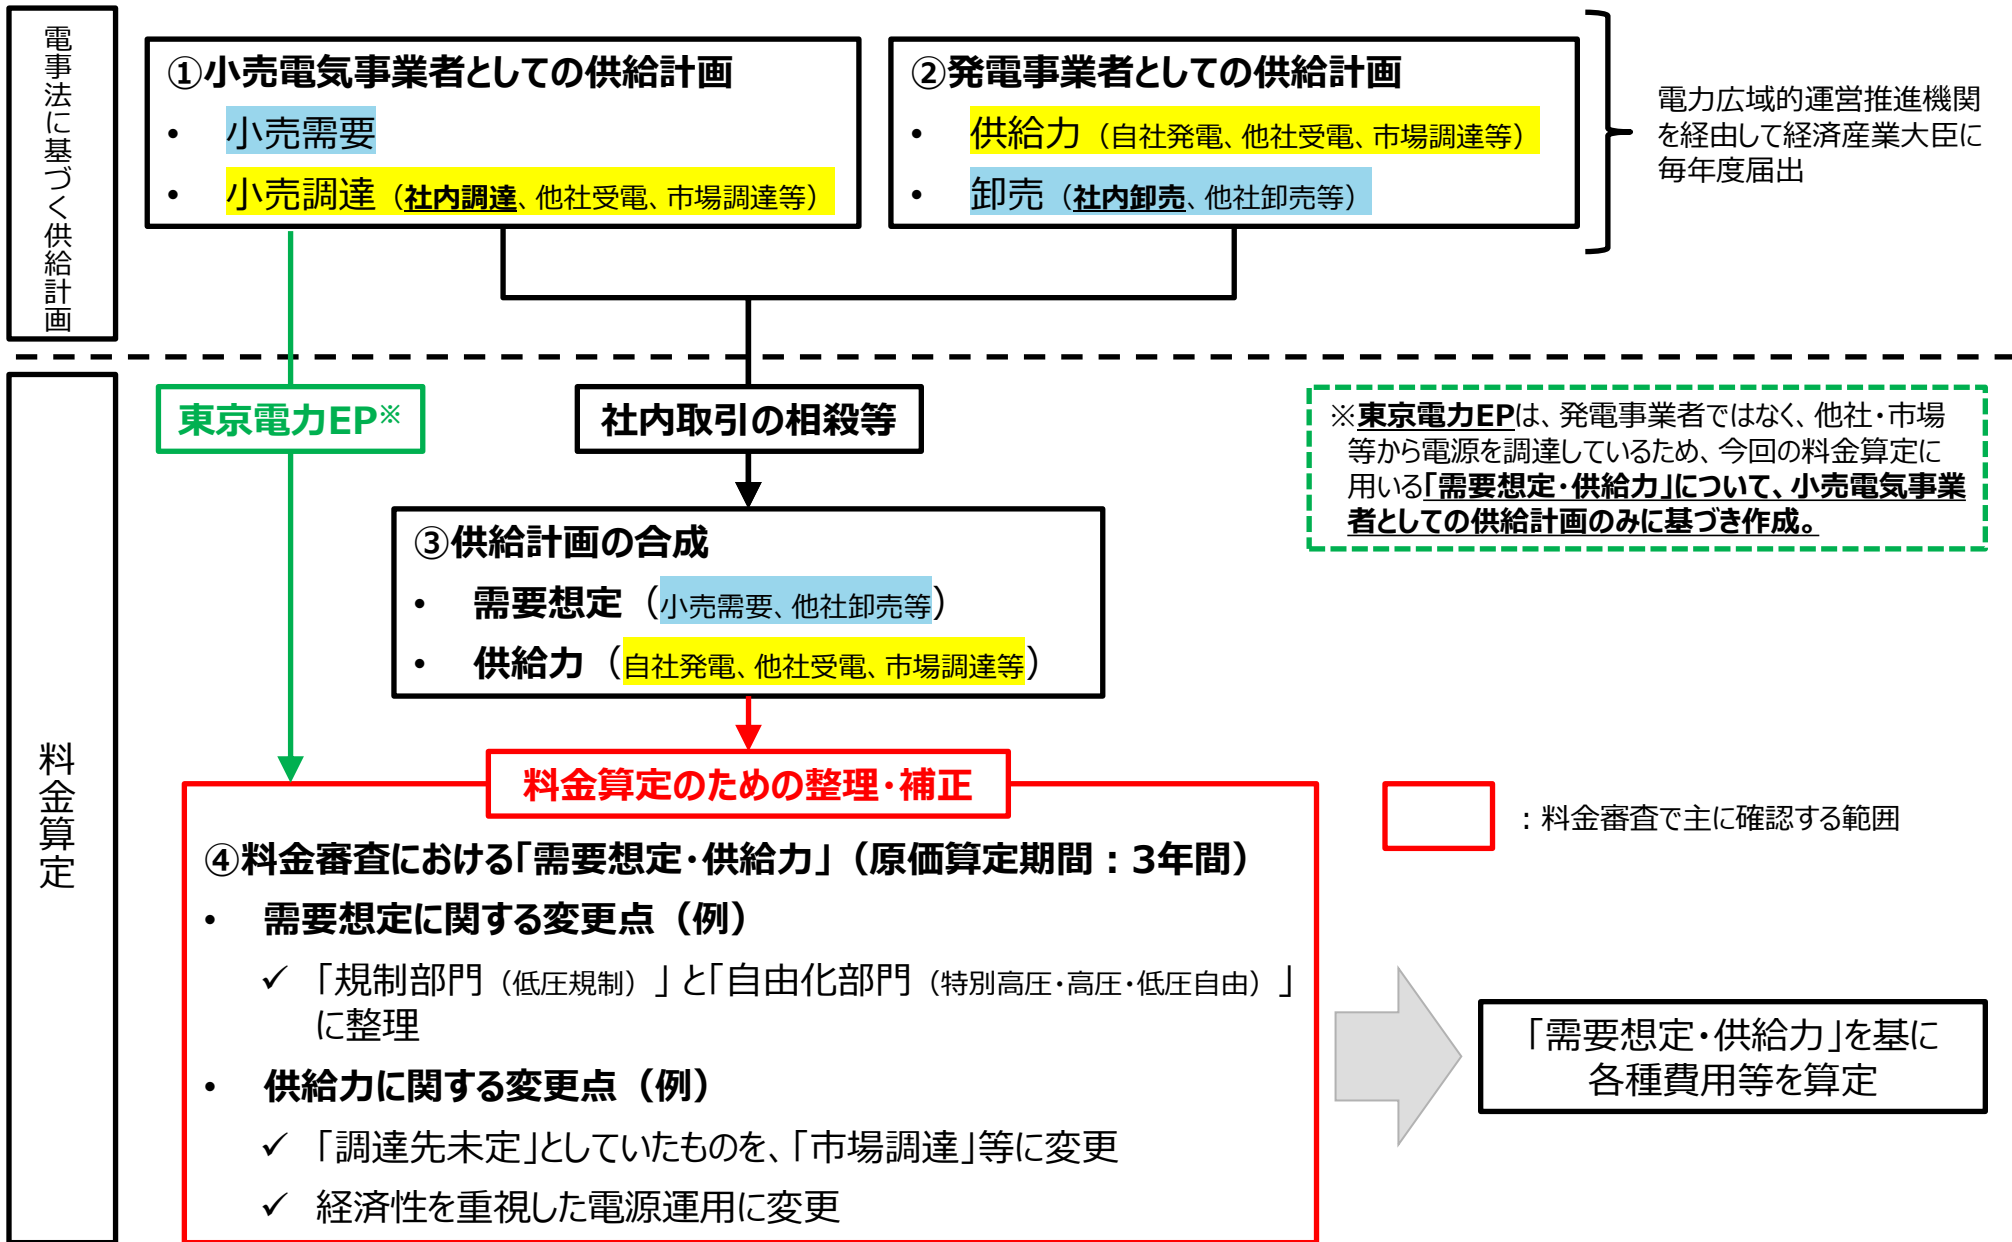 電事法に基づく供給計画
①小売電気事業者としての供給計画
• 小売需要
• 小売調達（社内調達、他社受電、市場調達等）
②発電事業者としての供給計画
• 供給力（自社発電、他社受電、市場調達等）
• 卸売（社内卸売、他社卸売等）
電力広域的運営推進機関
を経由して経済産業大臣に
毎年度届出
料金算定
東京電力EP※
社内取引の相殺等
※東京電力EPは、発電事業者ではなく、他社・市場
等から電源を調達しているため、今回の料金算定に
用いる「需要想定・供給力」について、小売電気事業
者としての供給計画のみに基づき作成。
③供給計画の合成
• 需要想定（小売需要、他社卸売等）
• 供給力（自社発電、他社受電、市場調達等）
料金算定のための整理・補正
：料金審査で主に確認する範囲
④料金審査における「需要想定・供給力」（原価算定期間：3年間）
• 需要想定に関する変更点（例）
✓ 「規制部門（低圧規制）」と「自由化部門（特別高圧・高圧・低圧自由）」
に整理
• 供給力に関する変更点（例）
✓ 「調達先未定」としていたものを、「市場調達」等に変更
✓ 経済性を重視した電源運用に変更
「需要想定・供給力」を基に
各種費用等を算定